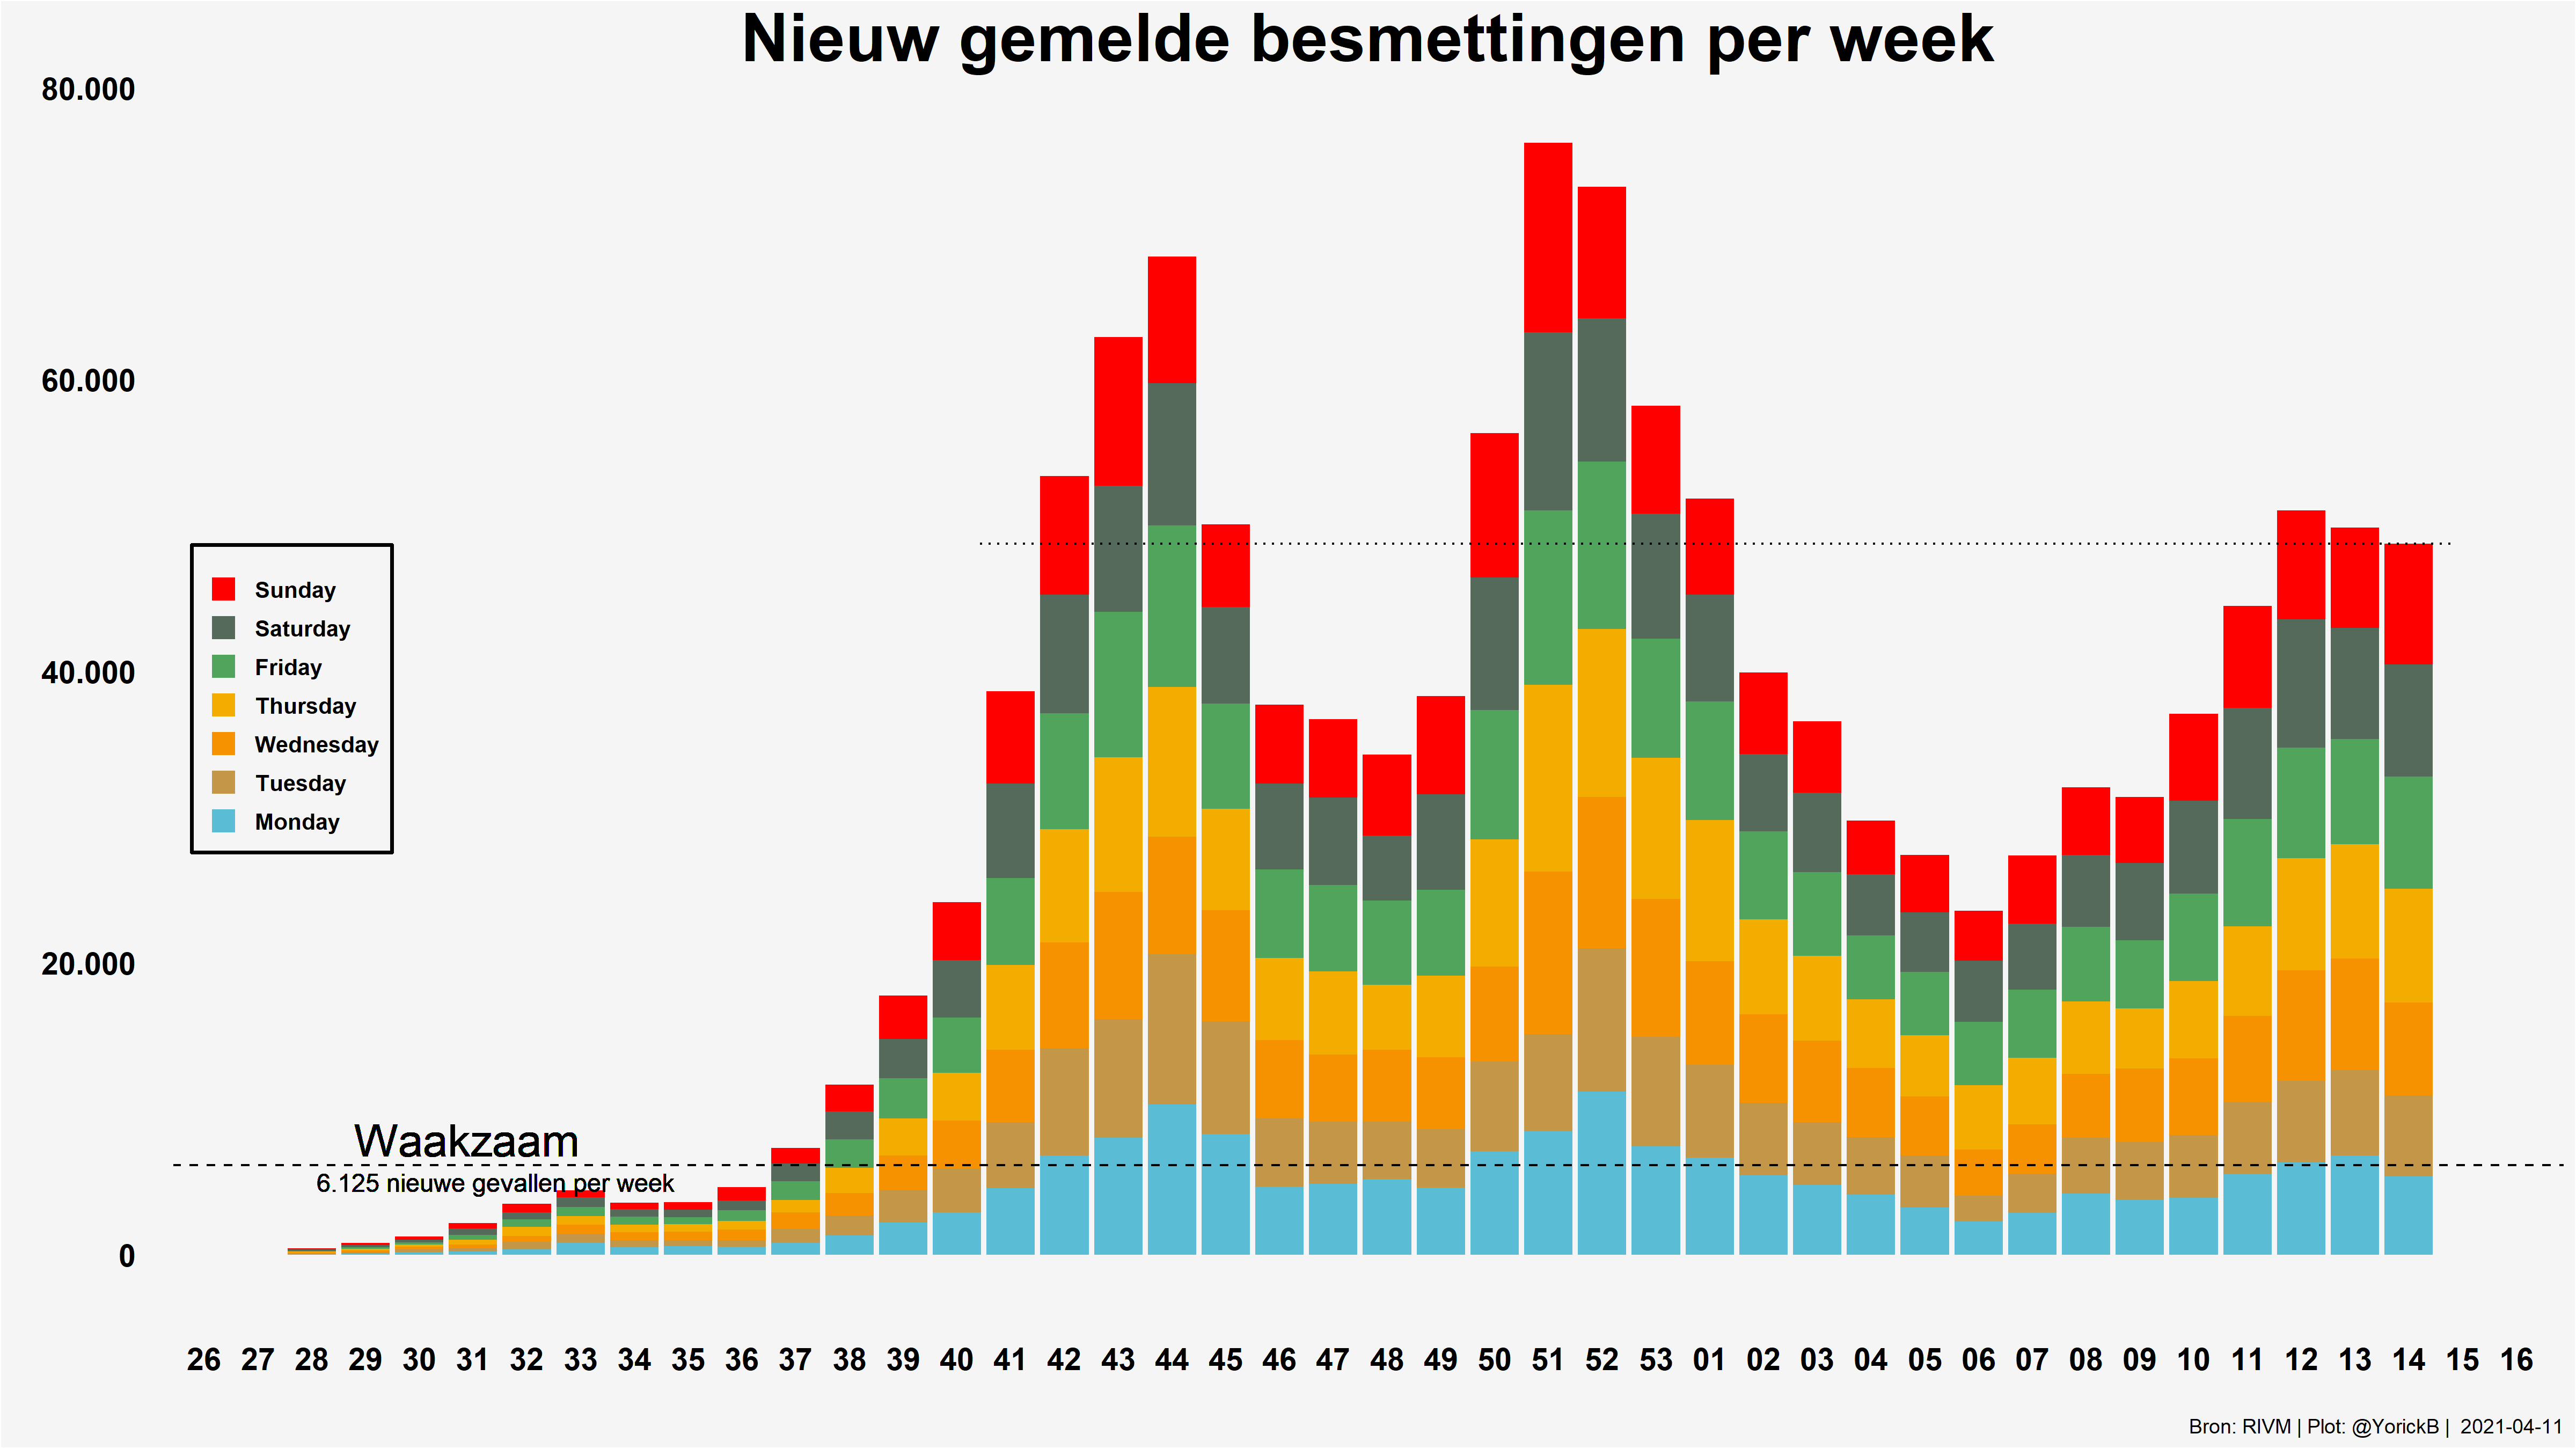 Nieuw gemelde besmettingen per week
80.000
60.000
40.000
20.000
0
Sunday
Saturday
Friday
Thursday
Wednesday
Tuesday
Monday
Waakzaam
6.125 nieuwe gevallen per week
26 27 28 29 30 31 32 33 34 35 36 37 38 39 40 41 42 43 44 45 46 47 48 49 50 51 52 53 01 02 03 04 05 06 07 08 09 10 11 12 13 14 15 16
Bron: RIVM | Plot: @YorickB | 2021-04-11